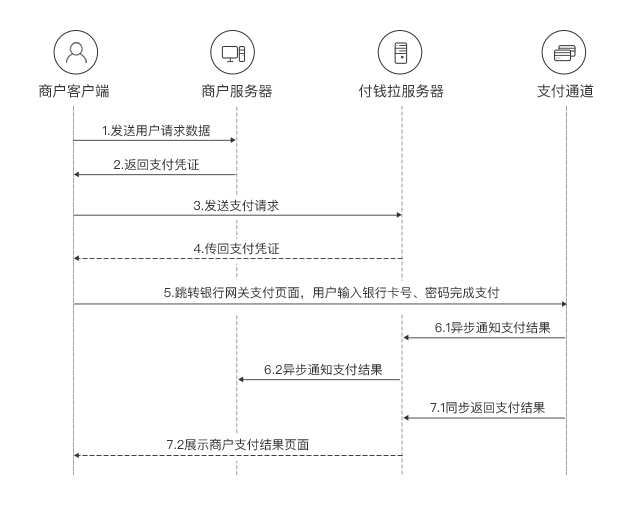 商户客户端
商户服务器
付钱拉服务器
支付通道
1.发送用户请求数据
2.返回支付凭证
3.发送支付请求
4.传回支付凭证
5.跳转银行网关支付页面，用户输入银行卡号、密码完成支付
6.1异步通知支付结果
6.2异步通知支付结果
7.1同步返回支付结果
7.2展示商户支付结果页面